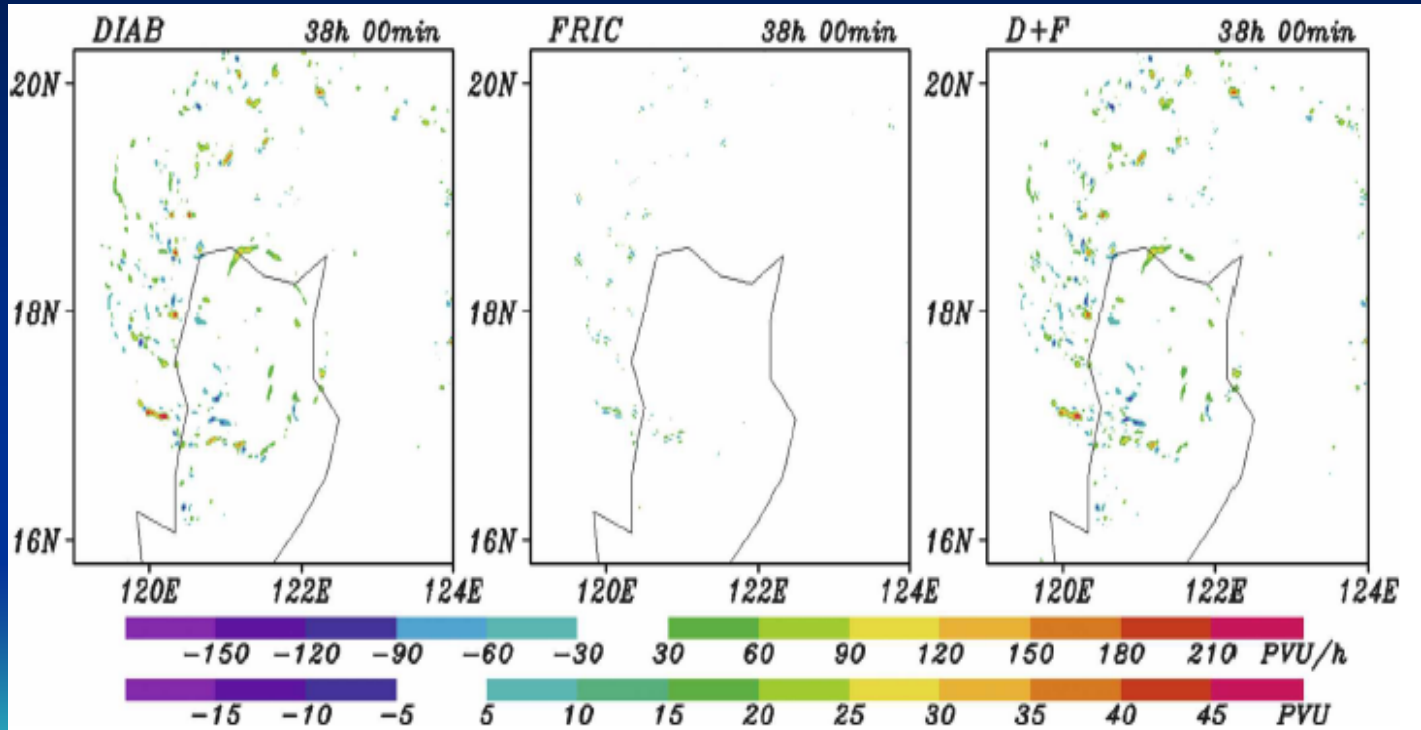 DIAB 38h 00min FRIC 38h 00min D+F 38h 00min
20N 20N 20N
18N 18N 18N
16N 16N 16N
120E 122E 124E 120E 122E 124E 120E 122E 124E
-150 -120 -90 -60 -30 30 60 90 120 150 180 210 PVU/h
-15 -10 -5 5 10 15 20 25 30 35 40 45 PVU